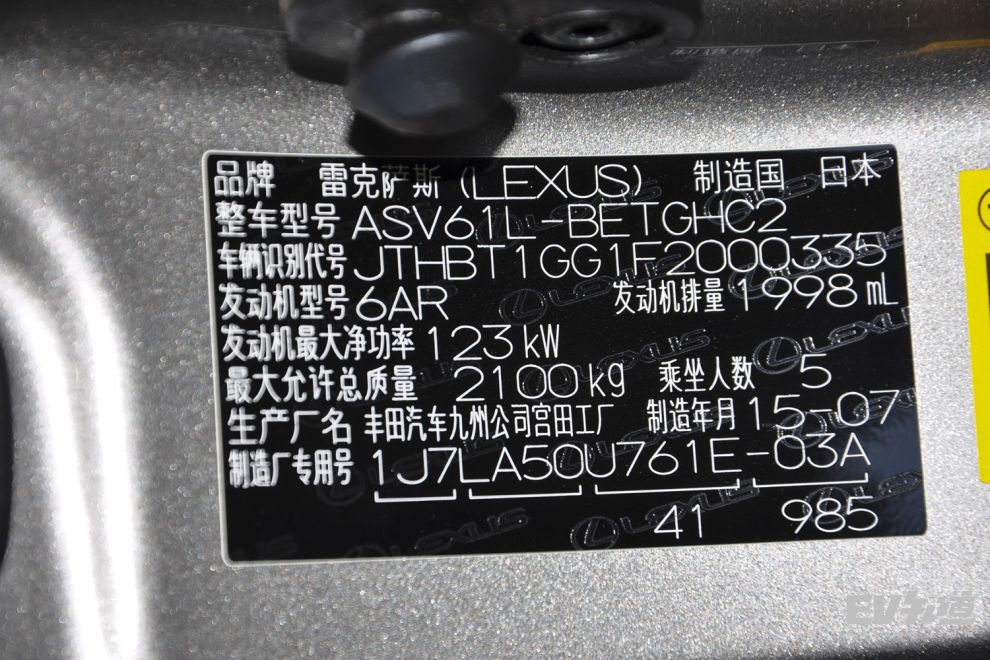 品牌 雷克萨斯 (LEXUS) 制造国 日本
整车型号 ASV61L-BETGHC2
车辆识别代号 JTHBT1GG1F2000335
发动机型号 6AR 发动机排量 1998 mL
发动机最大净功率 123 kW
最大允许总质量 2100 kg 乘坐人数 5
生产厂名 丰田汽车九州公司宫田工厂 制造年月 15-07
制造厂专用号 1J7LA50U761E-03A
41 985